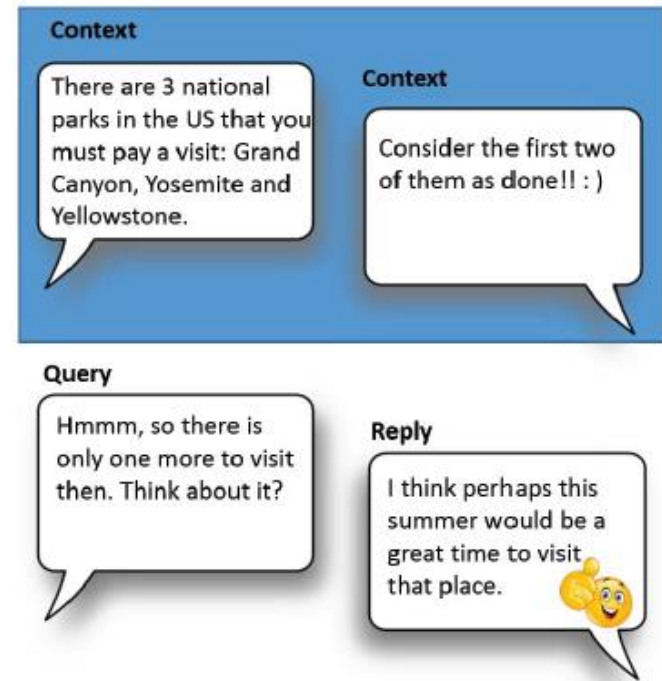 Context
There are 3 national
parks in the US that you
must pay a visit: Grand
Canyon, Yosemite and
Yellowstone.
Context
Consider the first two
of them as done!! : )
Query
Hmmm, so there is
only one more to visit
then. Think about it?
Reply
I think perhaps this
summer would be a
great time to visit
that place.